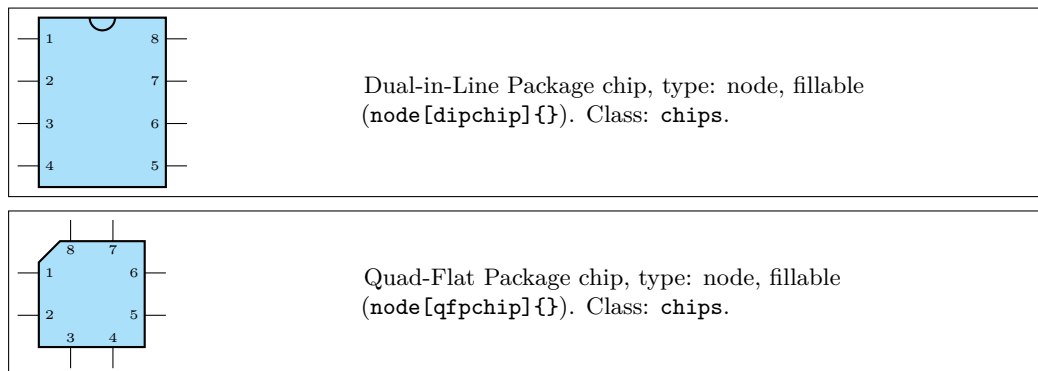 1 8
2 7
3 6
4 5
Dual-in-Line Package chip, type: node, fillable
(node[dipchip]{}). Class: chips.
8 7
1 6
2 5
3 4
Quad-Flat Package chip, type: node, fillable
(node[qfpchip]{}). Class: chips.